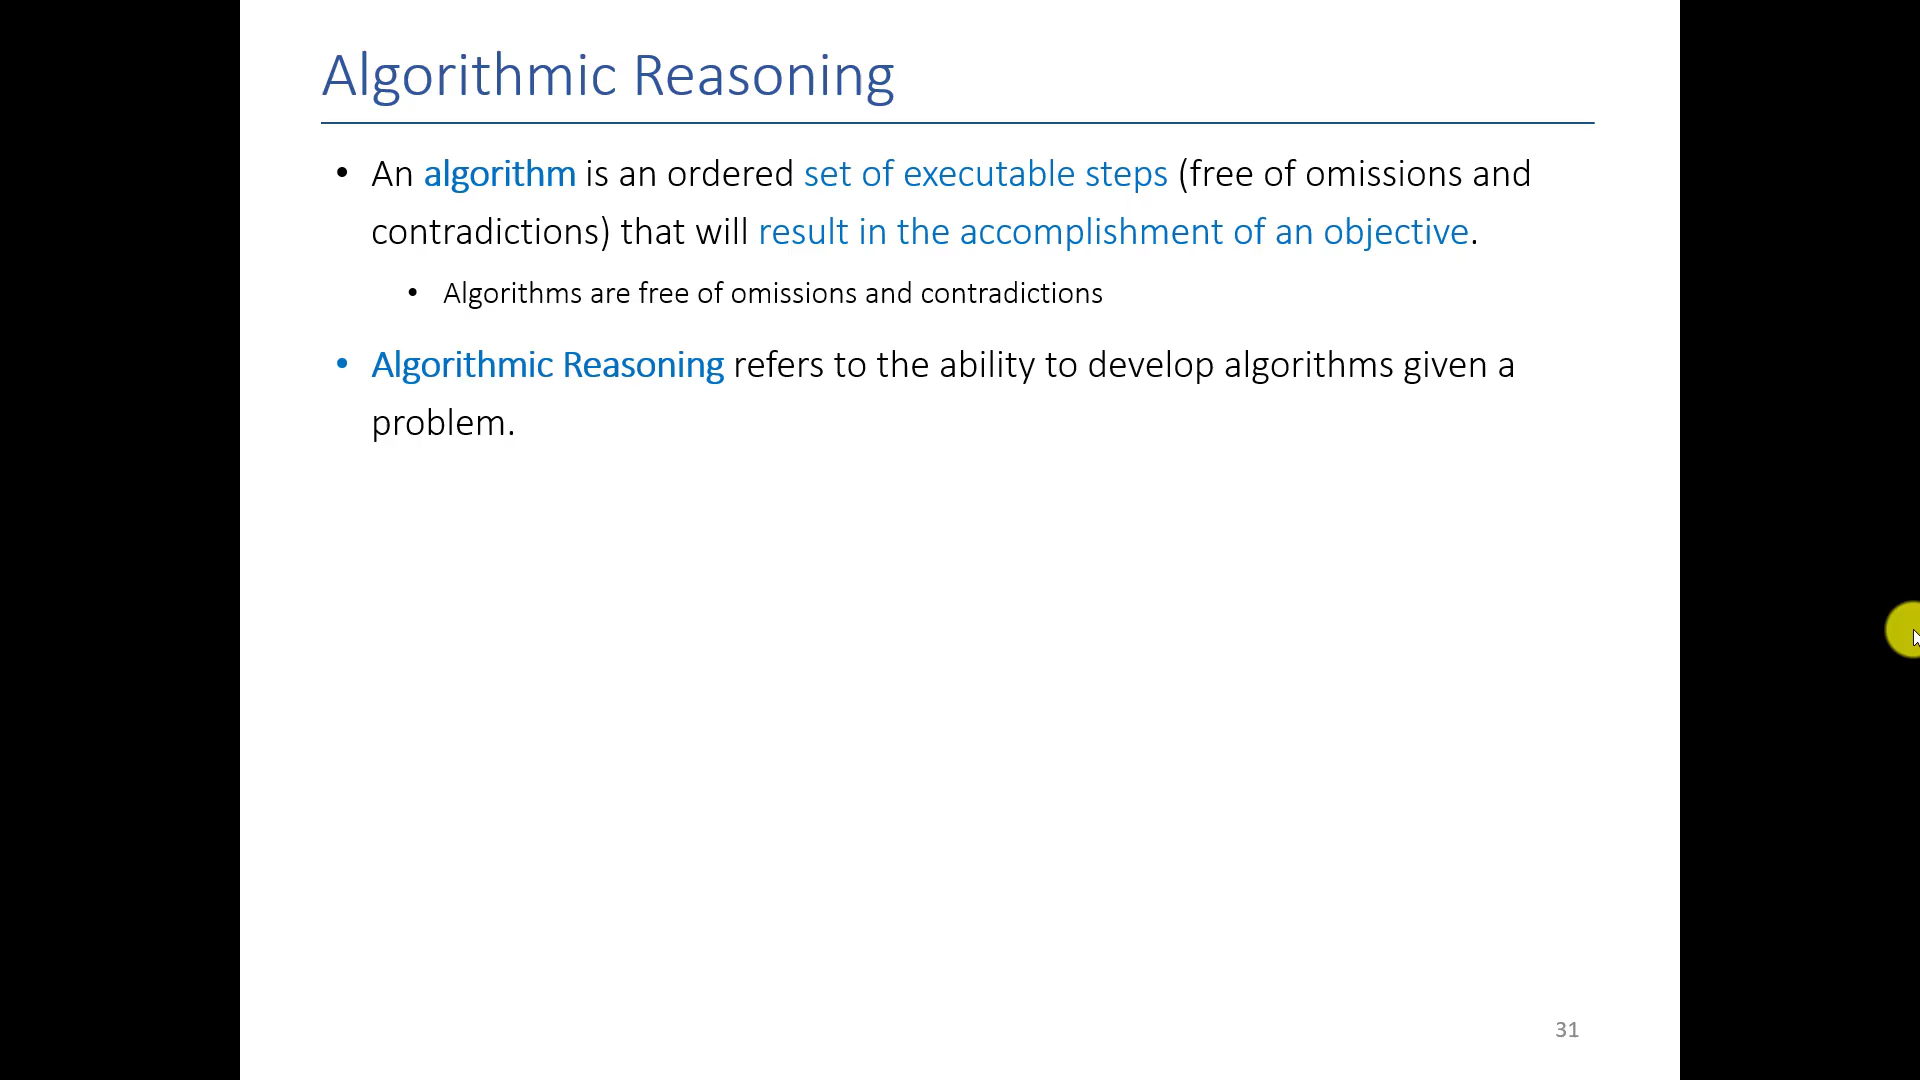 Algorithmic Reasoning
• An algorithm is an ordered set of executable steps (free of omissions and
contradictions) that will result in the accomplishment of an objective.
• Algorithms are free of omissions and contradictions
• Algorithmic Reasoning refers to the ability to develop algorithms given a
problem.
31